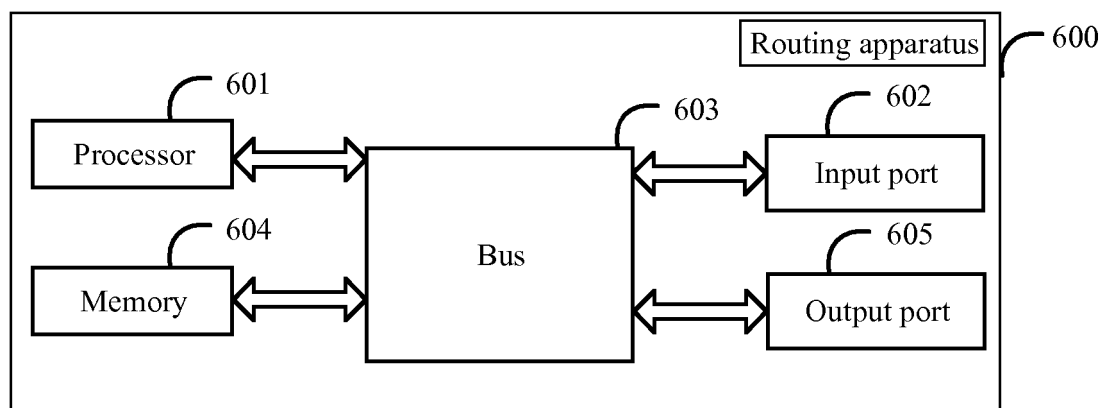 Routing apparatus
600
601
602
603
Processor
Input port
604
Bus
605
Memory
Output port